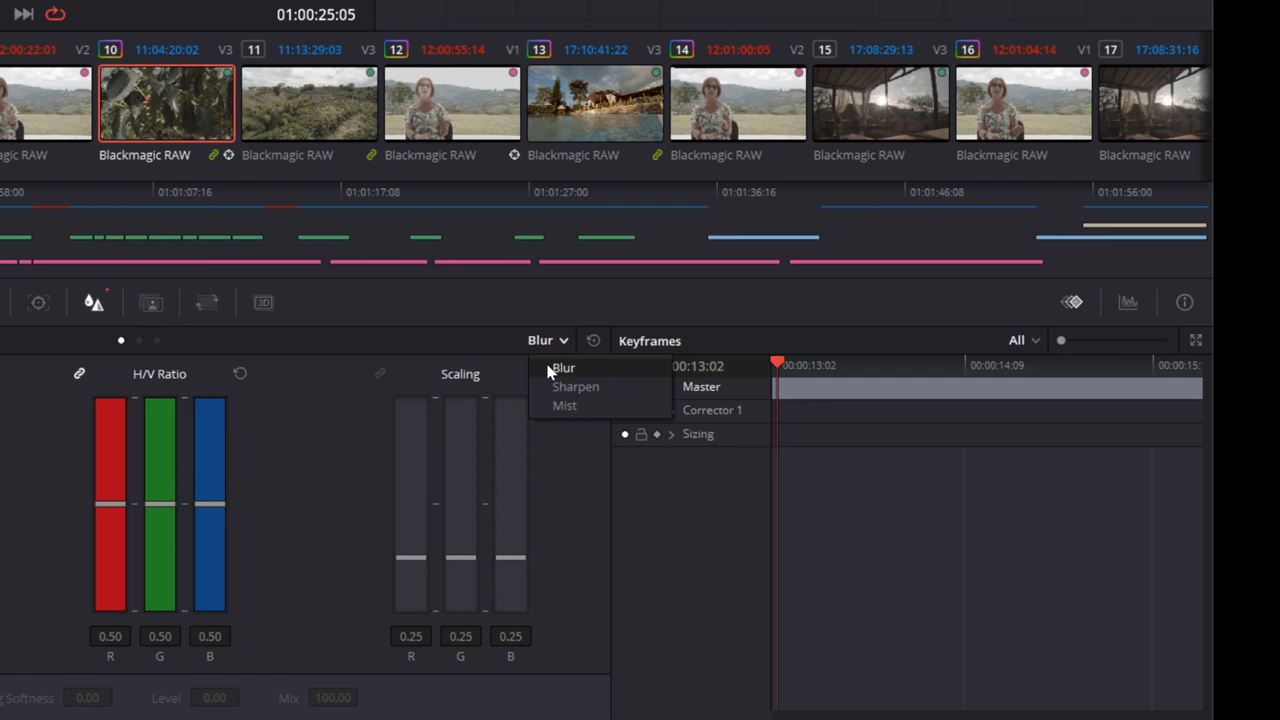 01:00:25:05
2:00:22:01 V2 10 11:04:20:02 V3 11 11:13:29:03 V3 12 12:00:55:14 V1 13 17:10:41:22 V3 14 12:01:00:05 V2 15 17:08:29:13 V3 16 12:01:04:14 V1 17 17:08:31:16
agic RAW Blackmagic RAW Blackmagic RAW Blackmagic RAW Blackmagic RAW Blackmagic RAW Blackmagic RAW Blackmagic RAW Blackmagic RAW
58:00 01:01:07:16 01:01:17:08 01:01:27:00 01:01:36:16 01:01:46:08 01:01:56:00
3D
Blur Keyframes All
H/V Ratio Scaling Blur 00:13:02 00:00:13:02 00:00:14:09 00:00:15:
Sharpen Master
Mist Corrector 1
Sizing
0.50 0.50 0.50 0.25 0.25 0.25
R G B R G B
g Softness 0.00 Level 0.00 Mix 100.00